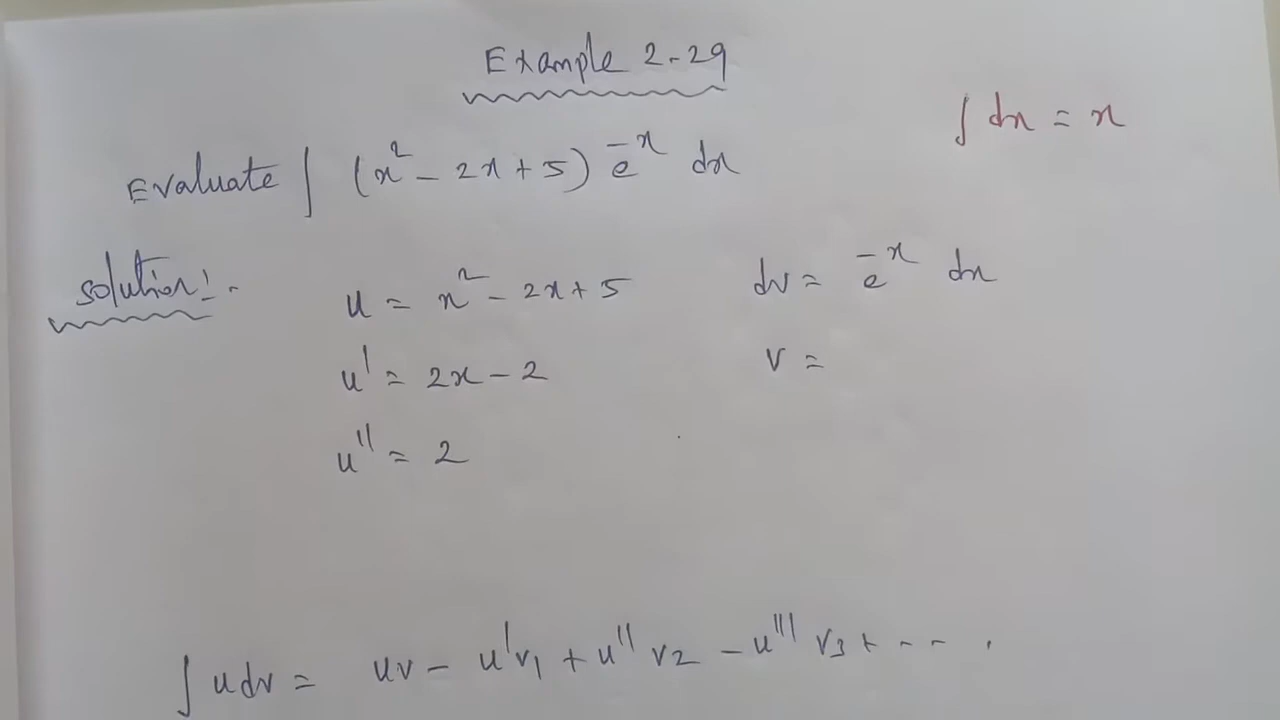 Example 2.29
∫ dx = x
Evaluate ∫ (x² - 2x + 5) e⁻ˣ dx
Solution:-
u = x² - 2x + 5
dv = e⁻ˣ dx
u' = 2x - 2
v =
u'' = 2
∫ u dv = uv - u'v₁ + u''v₂ - u'''v₃ + - - .